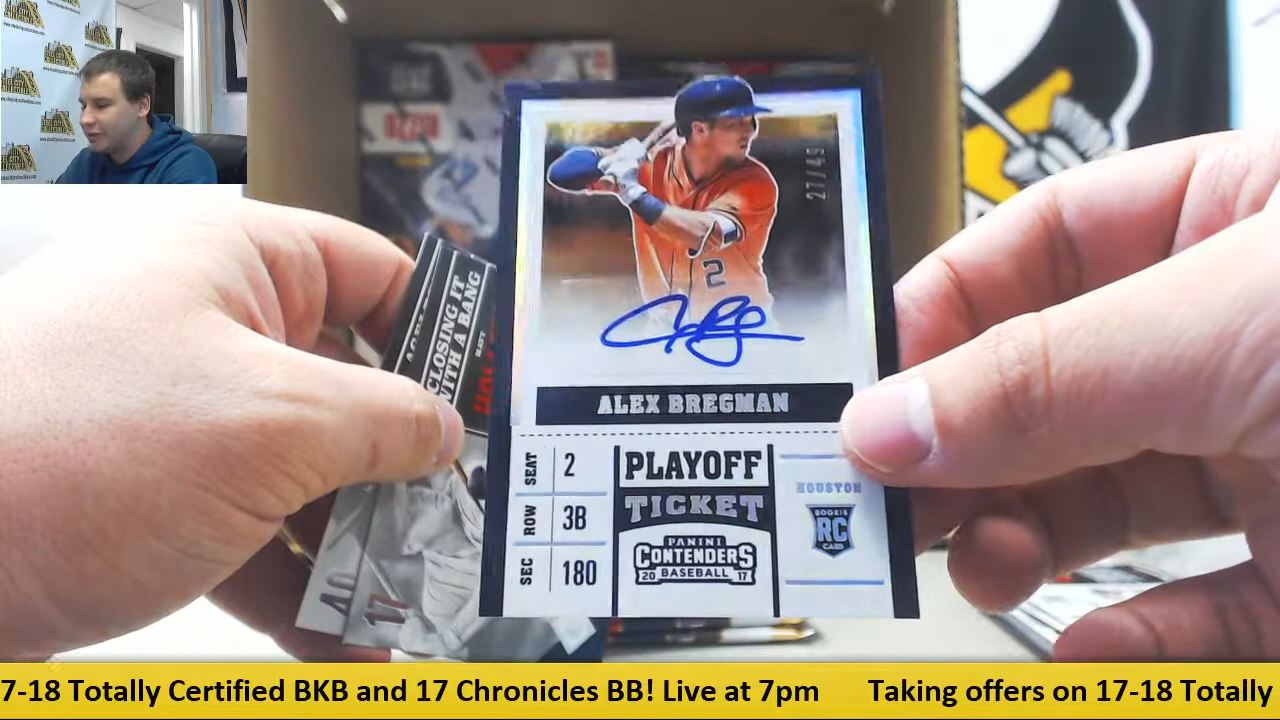 27/49
2
ALEX BREGMAN
SEAT 2
ROW 3B
SEC 180
PLAYOFF
TICKET
PANINI
CONTENDERS
20 BASEBALL 17
HOUSTON
ROOKIE
RC
CARD
CLOSING IT
WITH A BANG
17
7-18 Totally Certified BKB and 17 Chronicles BB! Live at 7pm Taking offers on 17-18 Totally